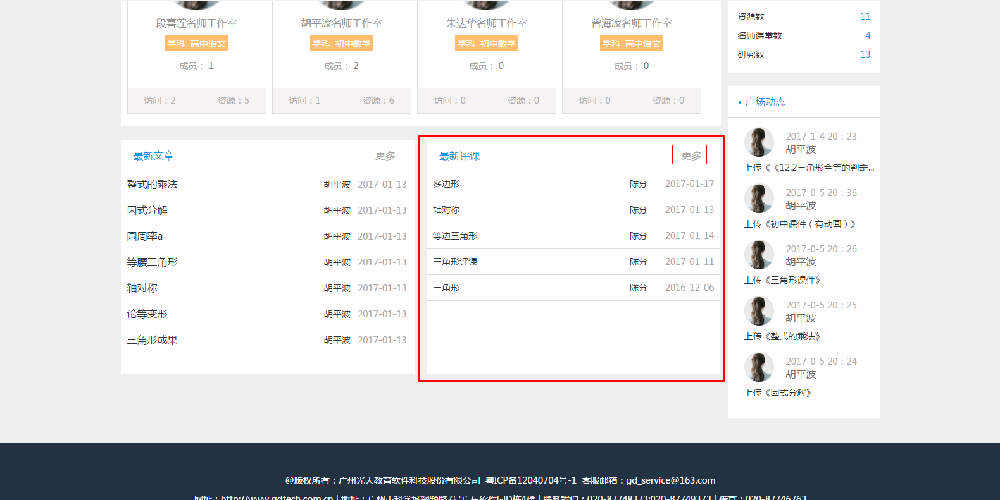 段喜莲名师工作室 胡平波名师工作室 朱达华名师工作室 曾海波名师工作室
学科 高中语文 学科 初中数学 学科 初中数学 学科 高中语文
成员： 1 成员： 2 成员： 0 成员： 0
访问：2 资源：5 访问：1 资源：6 访问：0 资源：0 访问：0 资源：0
资源数 11
名师课堂数 4
研究数 13
最新文章 更多
整式的乘法 胡平波 2017-01-13
因式分解 胡平波 2017-01-13
圆周率a 胡平波 2017-01-13
等腰三角形 胡平波 2017-01-13
轴对称 胡平波 2017-01-13
论等变形 胡平波 2017-01-13
三角形成果 胡平波 2017-01-13
最新评课 更多
多边形 陈分 2017-01-17
轴对称 陈分 2017-01-13
等边三角形 陈分 2017-01-14
三角形评课 陈分 2017-01-11
三角形 陈分 2016-12-06
• 广场动态
2017-1-4 20：23
胡平波
上传《《12.2三角形全等的判定...
2017-0-5 20：36
胡平波
上传《初中课件（有动画）》
2017-0-5 20：26
胡平波
上传《三角形课件》
2017-0-5 20：25
胡平波
上传《整式的乘法》
2017-0-5 20：24
胡平波
上传《因式分解》
@版权所有：广州光大教育软件科技股份有限公司 粤ICP备12040704号-1 客服邮箱：gd_service@163.com
网址：http://www.gdtech.com.cn | 地址：广州市科学城彩频路7号广东软件园D栋4楼 | 联系我们：020-87748373;020-87749373 | 传真：020-87746763